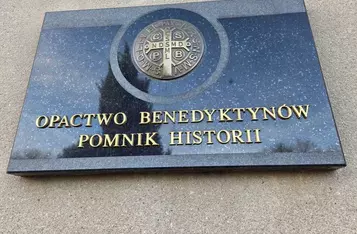 C S
N D S M D
P B
OPACTWO BENEDYKTYNÓW
POMNIK HISTORII